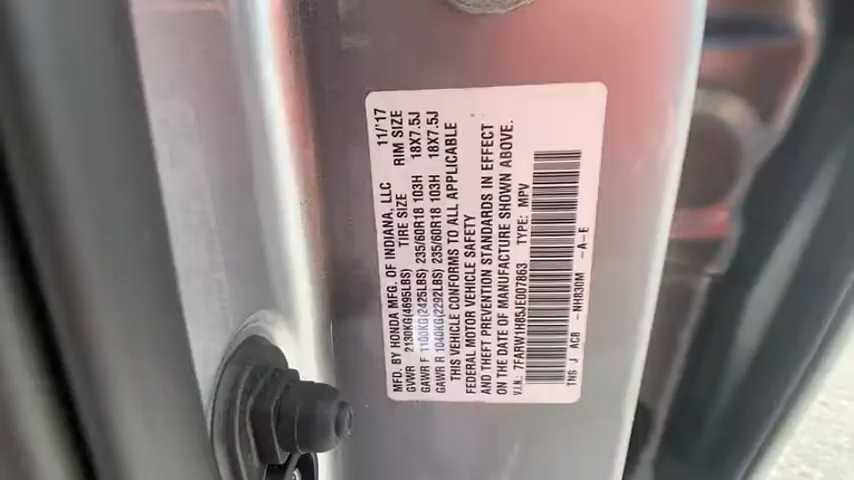 MFD. BY HONDA MFG. OF INDIANA, LLC 11/'17
GVWR 2130KG(4695LBS) TIRE SIZE RIM SIZE
GAWR F 1100KG(2425LBS) 235/60R18 103H 18X7.5J
GAWR R 1040KG(2292LBS) 235/60R18 103H 18X7.5J
THIS VEHICLE CONFORMS TO ALL APPLICABLE
FEDERAL MOTOR VEHICLE SAFETY
AND THEFT PREVENTION STANDARDS IN EFFECT
ON THE DATE OF MANUFACTURE SHOWN ABOVE.
V.I.N.: 7FARW1H85JE007863 TYPE: MPV
TNS J AC8 -NH830M -A-E